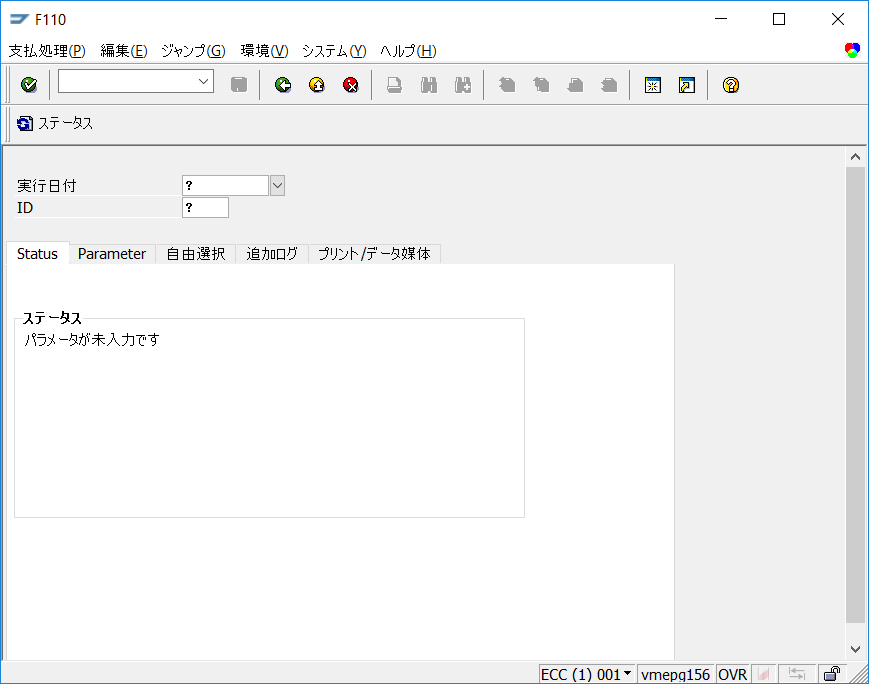 F110
支払処理(P) 編集(E) ジャンプ(G) 環境(V) システム(Y) ヘルプ(H)
ステータス
実行日付 ?
ID ?
Status Parameter 自由選択 追加ログ プリント/データ媒体
ステータス
パラメータが未入力です
ECC (1) 001 vmepg156 OVR